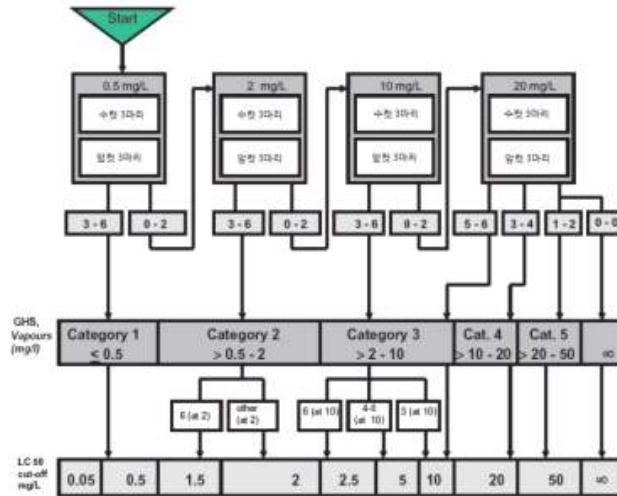 Start
0.5 mg/L
2 mg/L
10 mg/L
20 mg/L
수컷 3마리
수컷 3마리
수컷 3마리
수컷 3마리
암컷 3마리
암컷 3마리
암컷 3마리
암컷 3마리
3 - 6
0 - 2
3 - 6
0 - 2
3 - 6
0 - 2
5 - 6
3 - 4
1 - 2
0 - 0
GHS,
Vapours
(mg/l)
Category 1
≤ 0.5
Category 2
> 0.5 - 2
Category 3
> 2 - 10
Cat. 4
> 10 - 20
Cat. 5
> 20 - 50
∞
6 (at 2)
other
(at 2)
6 (at 10)
(at 10)
3 (at 10)
LC 50
cut-off
mg/L
0.05
0.5
1.5
2
2.5
5
10
20
50
∞